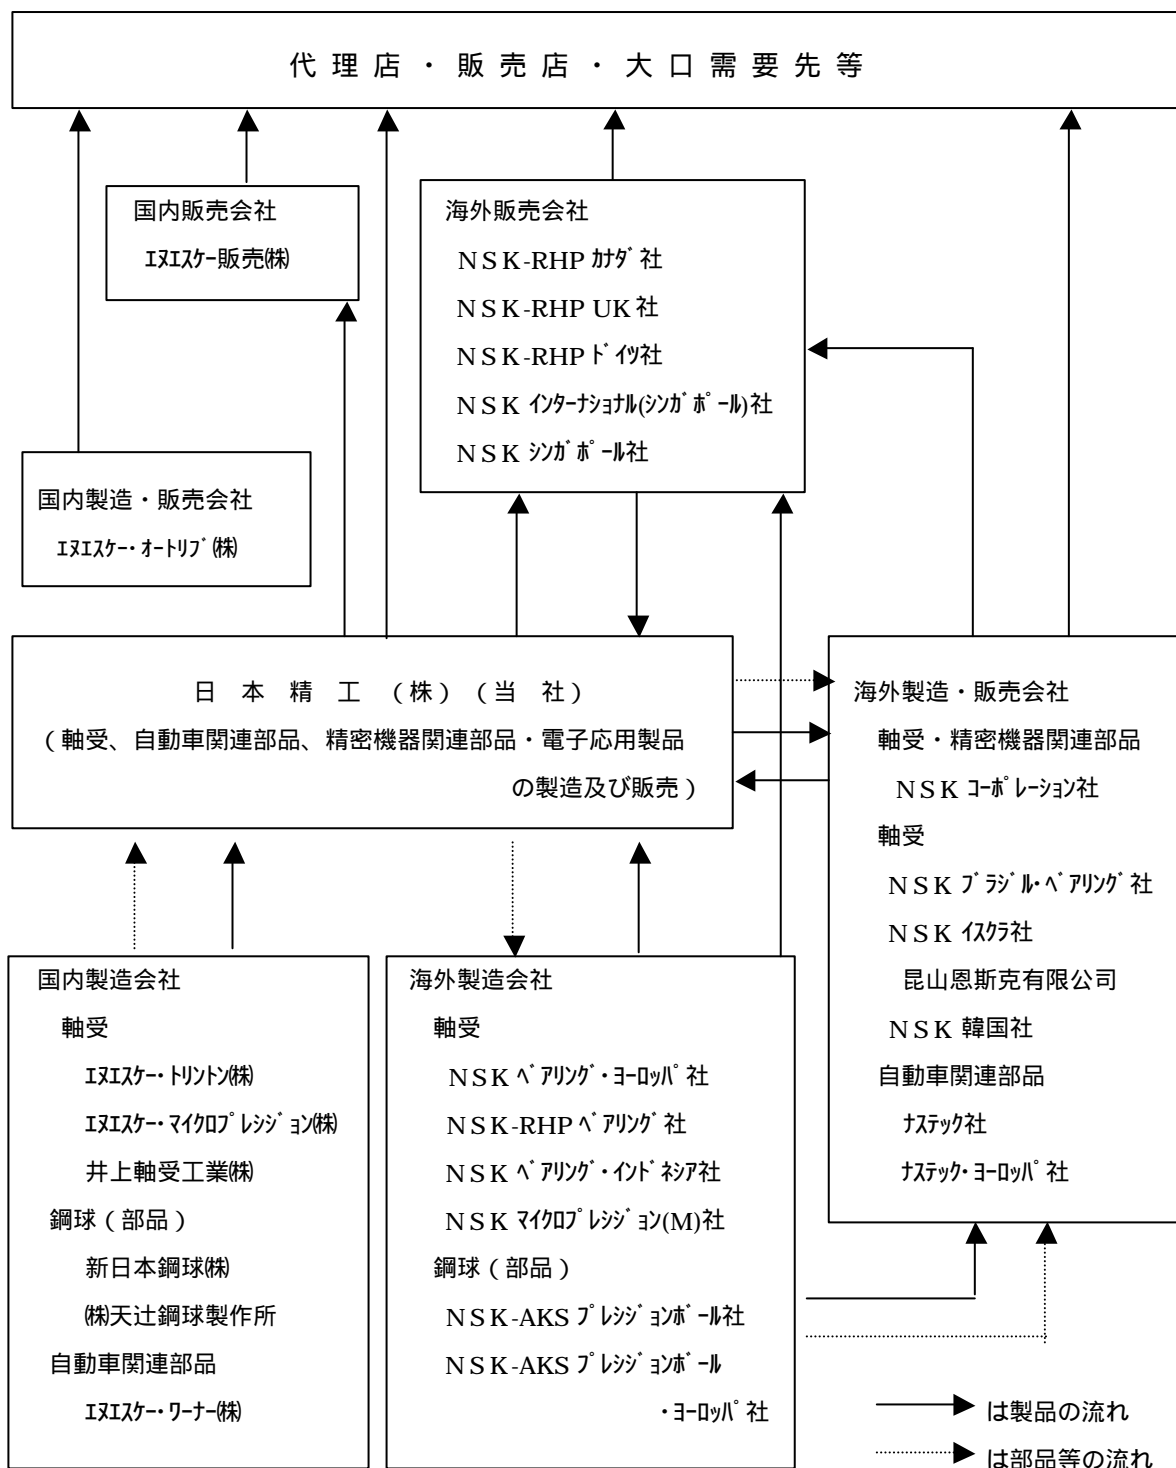 代理店・販売店・大口需要先等
国内販売会社
ｴﾇｴｽｹｰ販売㈱
海外販売会社
ＮＳＫ-RHP ｶﾅﾀﾞ社
ＮＳＫ-RHP UK 社
ＮＳＫ-RHP ﾄﾞｲﾂ社
ＮＳＫ ｲﾝﾀｰﾅｼｮﾅﾙ(ｼﾝｶﾞﾎﾟｰﾙ)社
ＮＳＫ ｼﾝｶﾞﾎﾟｰﾙ社
国内製造・販売会社
ｴﾇｴｽｹｰ･ｵｰﾄﾘﾌﾞ㈱
日本精工（株）（当社）
（軸受、自動車関連部品、精密機器関連部品・電子応用製品
の製造及び販売）
海外製造・販売会社
軸受・精密機器関連部品
ＮＳＫ ｺｰﾎﾟﾚｰｼｮﾝ社
軸受
ＮＳＫ ﾌﾞﾗｼﾞﾙ･ﾍﾞｱﾘﾝｸﾞ社
ＮＳＫ ｲｽｸﾗ社
昆山恩斯克有限公司
ＮＳＫ 韓国社
自動車関連部品
ﾅｽﾃｯｸ社
ﾅｽﾃｯｸ･ﾖｰﾛｯﾊﾟ社
国内製造会社
軸受
ｴﾇｴｽｹｰ･ﾄﾘﾝﾄﾝ㈱
ｴﾇｴｽｹｰ･ﾏｲｸﾛﾌﾟﾚｼｼﾞｮﾝ㈱
井上軸受工業㈱
鋼球（部品）
新日本鋼球㈱
㈱天辻鋼球製作所
自動車関連部品
ｴﾇｴｽｹｰ･ﾜｰﾅｰ㈱
海外製造会社
軸受
ＮＳＫ ﾍﾞｱﾘﾝｸﾞ･ﾖｰﾛｯﾊﾟ社
ＮＳＫ-RHP ﾍﾞｱﾘﾝｸﾞ社
ＮＳＫ ﾍﾞｱﾘﾝｸﾞ･ｲﾝﾄﾞﾈｼｱ社
ＮＳＫ ﾏｲｸﾛﾌﾟﾚｼｼﾞｮﾝ(M)社
鋼球（部品）
ＮＳＫ-AKS ﾌﾟﾚｼｼﾞｮﾝﾎﾞｰﾙ社
ＮＳＫ-AKS ﾌﾟﾚｼｼﾞｮﾝﾎﾞｰﾙ
･ﾖｰﾛｯﾊﾟ社
は製品の流れ
は部品等の流れ